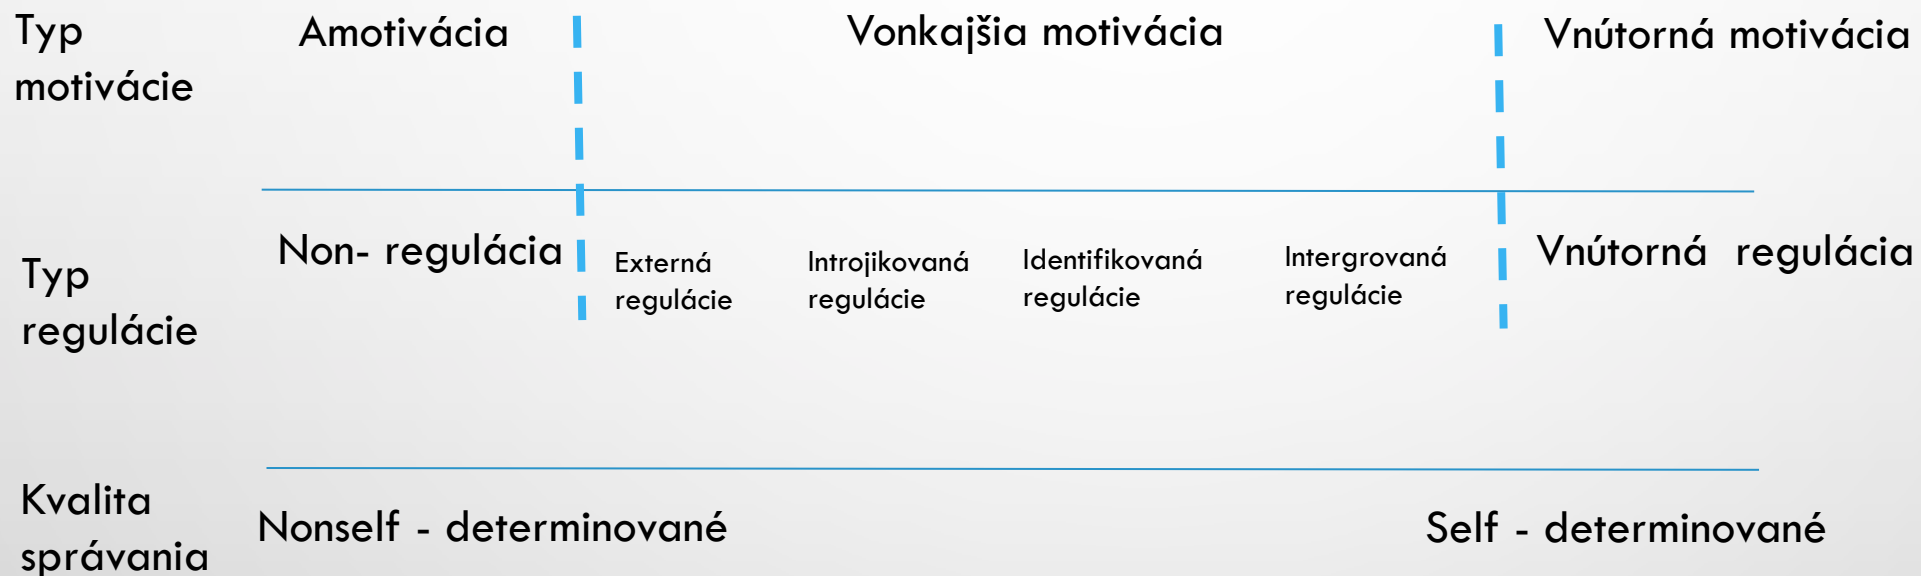 Typ
motivácie
Amotivácia
Vonkajšia motivácia
Vnútorná motivácia
Typ
regulácie
Non- regulácia
Externá
regulácie
Introjikovaná
regulácie
Identifikovaná
regulácie
Intergrovaná
regulácie
Vnútorná regulácia
Kvalita
správania
Nonself - determinované
Self - determinované